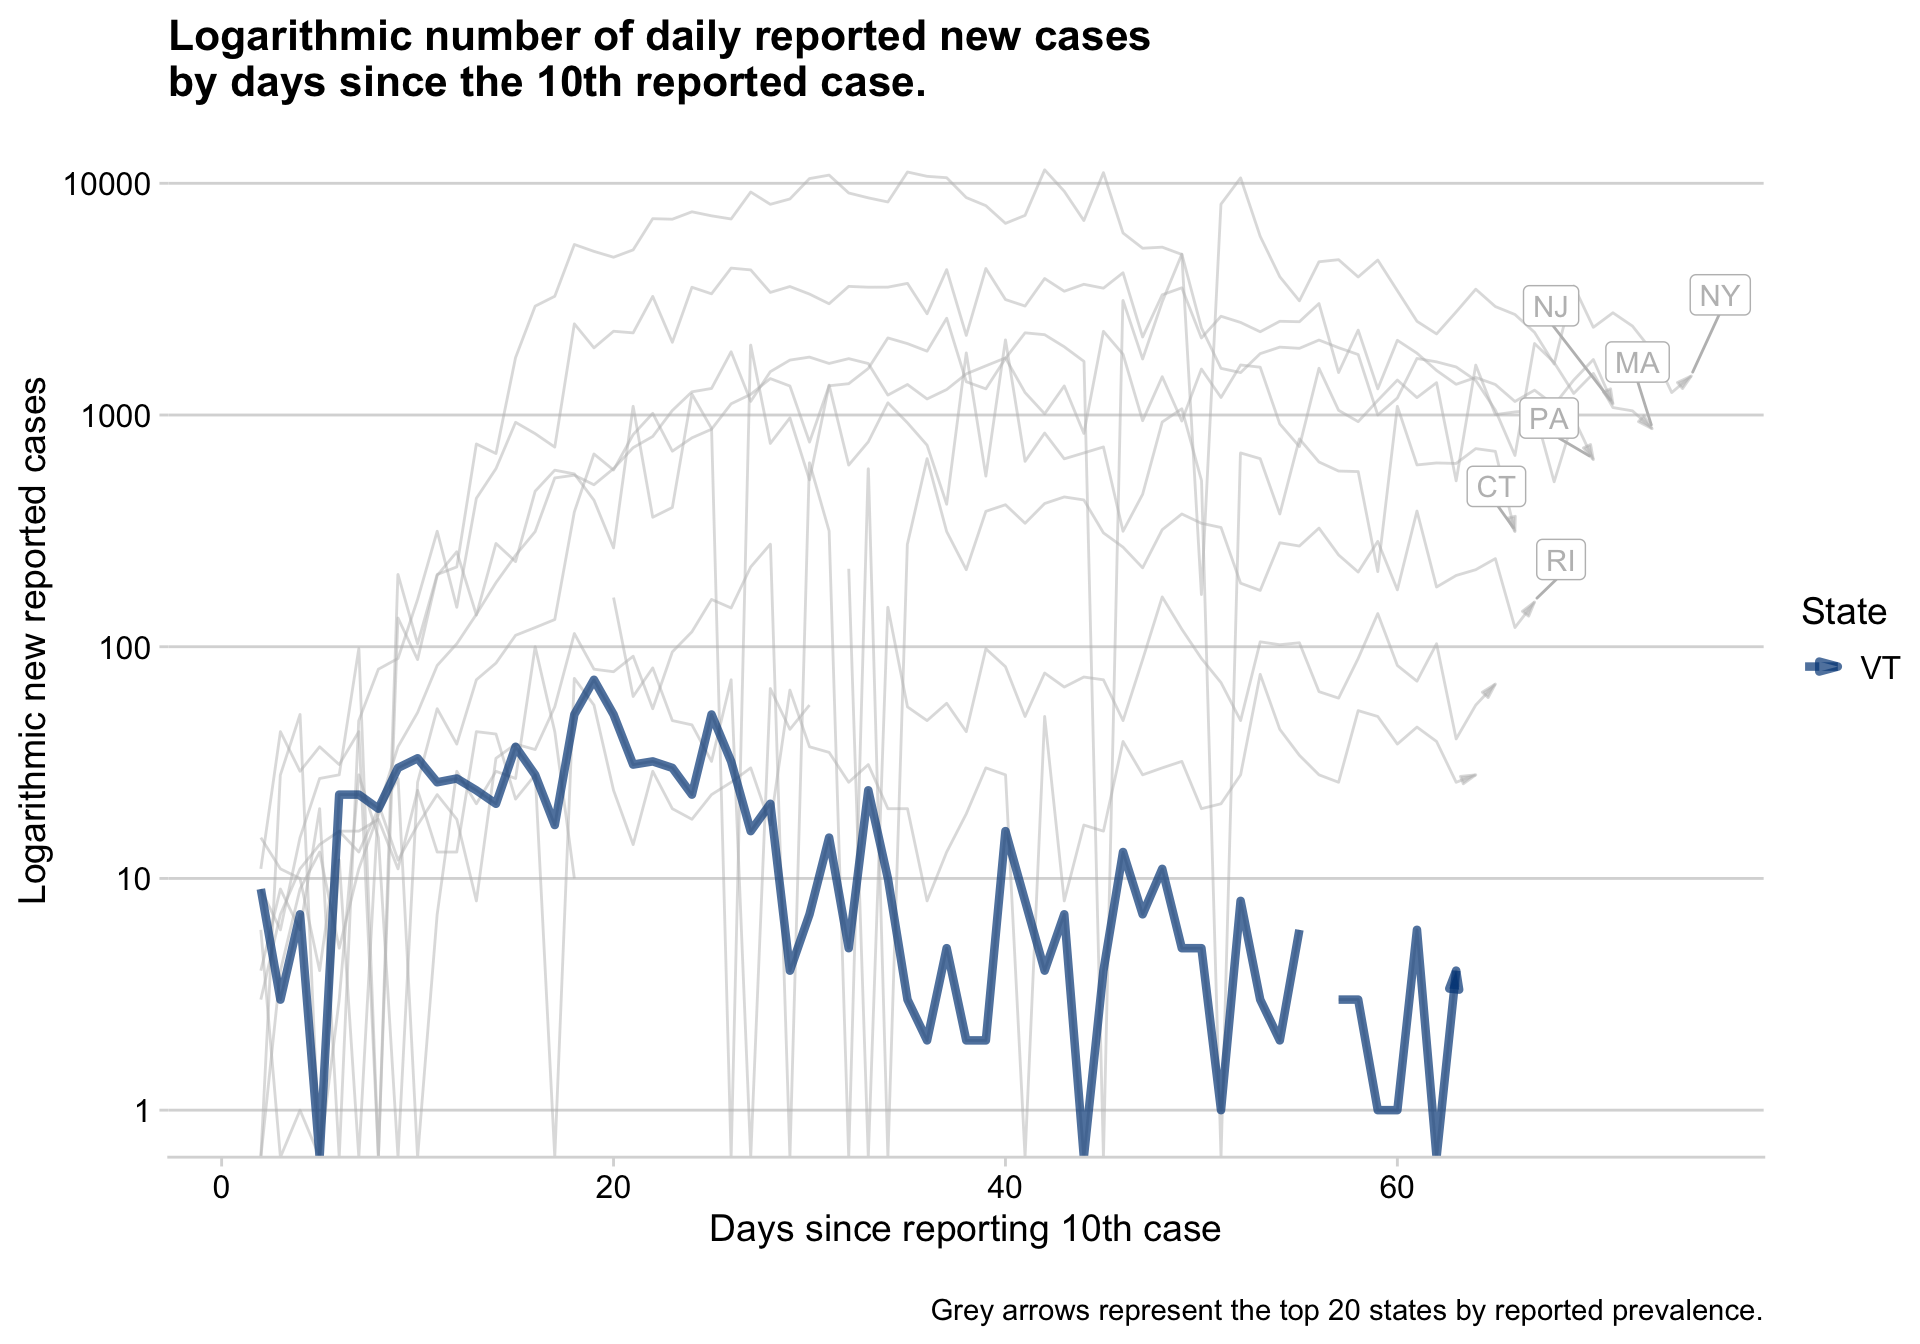 Logarithmic number of daily reported new cases
by days since the 10th reported case.
Logarithmic new reported cases
10000
1000
100
10
1
NY
NJ
MA
PA
CT
RI
State
VT
0
20
40
60
Days since reporting 10th case
Grey arrows represent the top 20 states by reported prevalence.